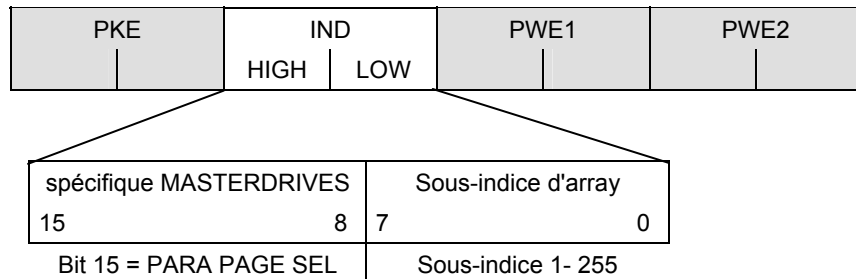 PKE IND PWE1 PWE2
HIGH LOW
spécifique MASTERDRIVES Sous-indice d'array
15 8 7 0
Bit 15 = PARA PAGE SEL Sous-indice 1- 255